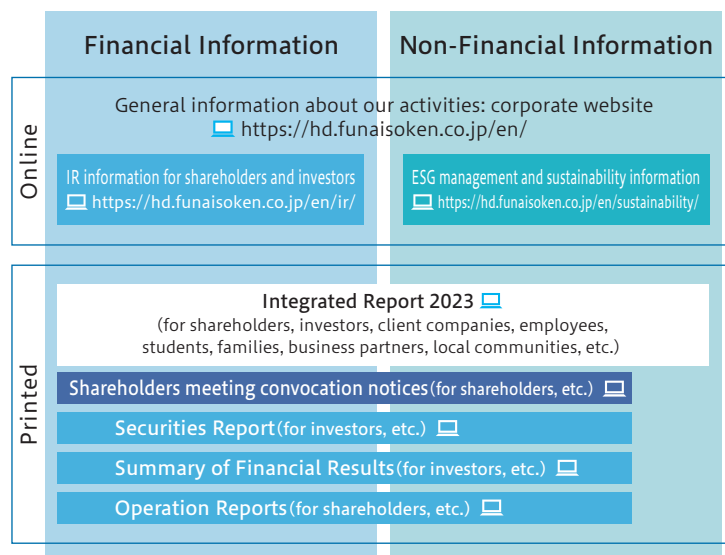 Financial Information
Non-Financial Information
Online
General information about our activities: corporate website
https://hd.funaisoken.co.jp/en/
IR information for shareholders and investors
https://hd.funaisoken.co.jp/en/ir/
ESG management and sustainability information
https://hd.funaisoken.co.jp/en/sustainability/
Printed
Integrated Report 2023
(for shareholders, investors, client companies, employees,
students, families, business partners, local communities, etc.)
Shareholders meeting convocation notices(for shareholders, etc.)
Securities Report(for investors, etc.)
Summary of Financial Results(for investors, etc.)
Operation Reports(for shareholders, etc.)